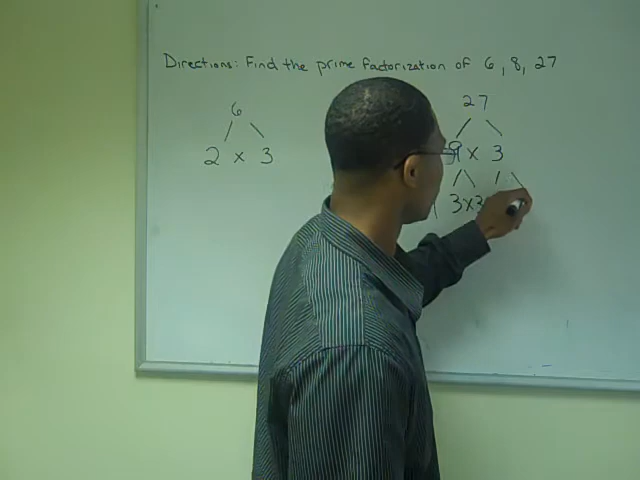 Directions: Find the prime factorization of 6, 8, 27
6
2 x 3
27
9 x 3
3x3